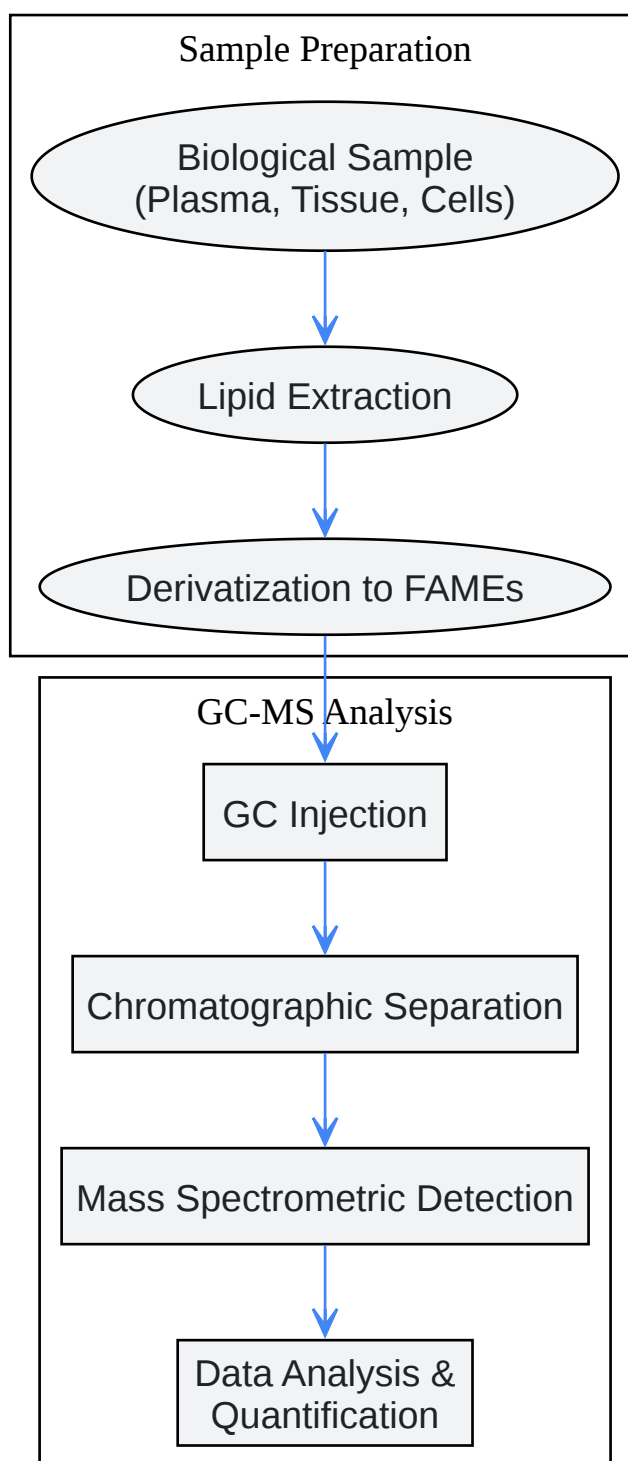 Sample Preparation
Biological Sample
(Plasma, Tissue, Cells)
Lipid Extraction
Derivatization to FAMEs
GC-MS Analysis
GC Injection
Chromatographic Separation
Mass Spectrometric Detection
Data Analysis &
Quantification